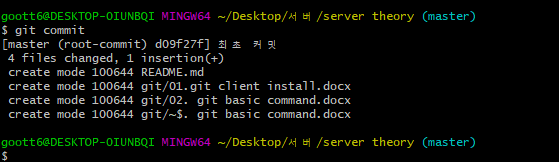 goott6@DESKTOP-OIUNBQI MINGW64 ~/Desktop/서버/server theory (master)
$ git commit
[master (root-commit) d09f27f] 최초 커밋
4 files changed, 1 insertion(+)
create mode 100644 README.md
create mode 100644 git/01.git client install.docx
create mode 100644 git/02. git basic command.docx
create mode 100644 git/~$. git basic command.docx
goott6@DESKTOP-OIUNBQI MINGW64 ~/Desktop/서버/server theory (master)
$